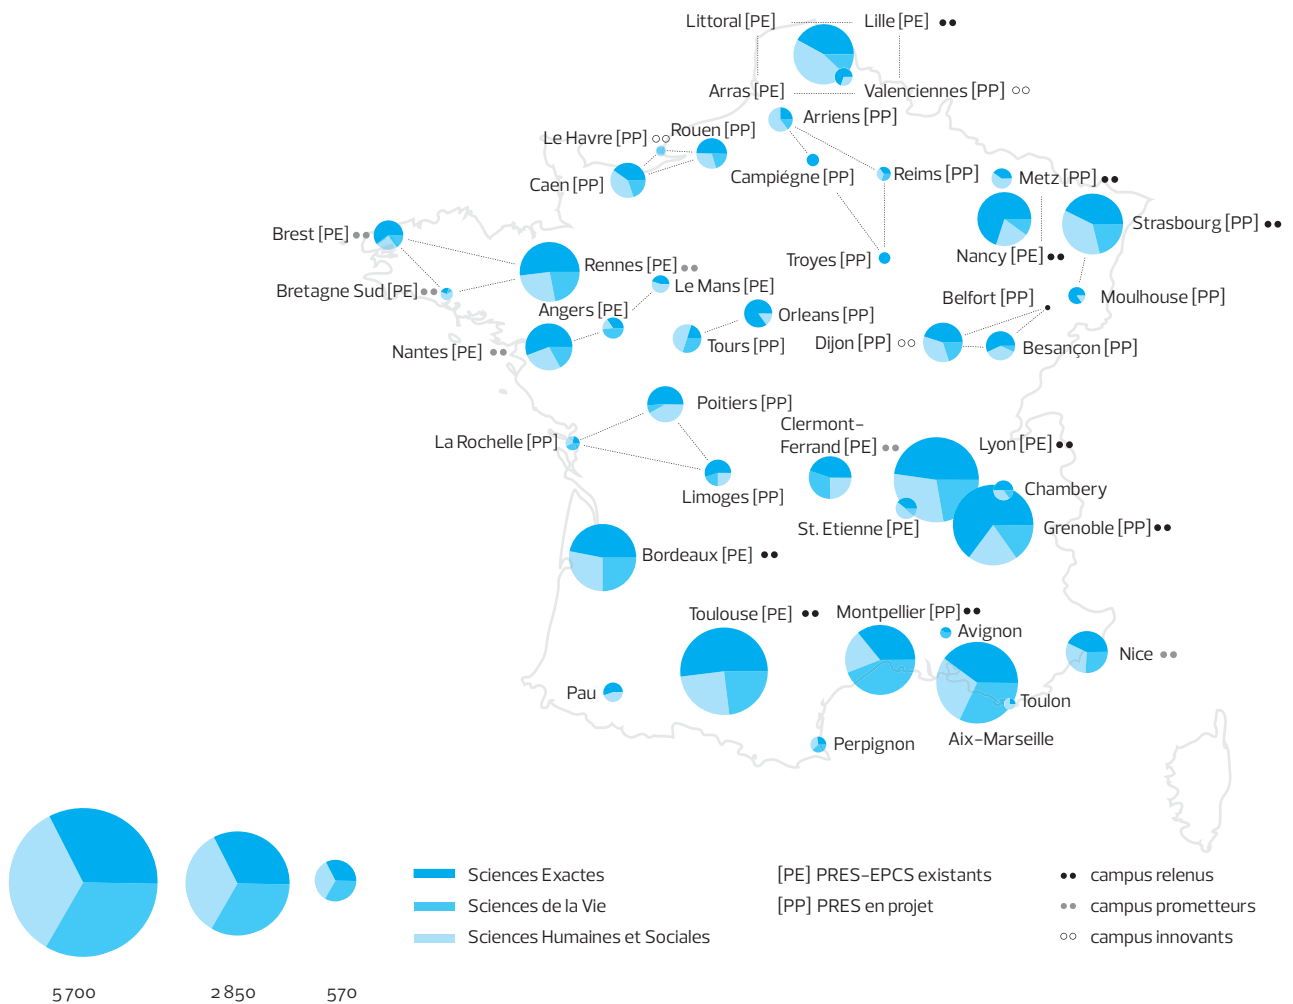 Littoral [PE]
Lille [PE]
Arras [PE]
Valenciennes [PP]
Arriens [PP]
Le Havre [PP]
Rouen [PP]
Caen [PP]
Campiégne [PP]
Reims [PP]
Metz [PP]
Strasbourg [PP]
Nancy [PE]
Brest [PE]
Rennes [PE]
Troyes [PP]
Bretagne Sud [PE]
Le Mans [PE]
Angers [PE]
Belfort [PP]
Moulhouse [PP]
Orleans [PP]
Nantes [PE]
Tours [PP]
Dijon [PP]
Besançon [PP]
Poitiers [PP]
La Rochelle [PP]
Limoges [PP]
Clermont-
Ferrand [PE]
Lyon [PE]
Chambery
St. Etienne [PE]
Grenoble [PP]
Bordeaux [PE]
Toulouse [PE]
Montpellier [PP]
Avignon
Nice
Pau
Toulon
Perpignon
Aix-Marseille
5700
2850
570
Sciences Exactes
Sciences de la Vie
Sciences Humaines et Sociales
[PE] PRES-EPCS existants
[PP] PRES en projet
campus relenus
campus prometteurs
campus innovants